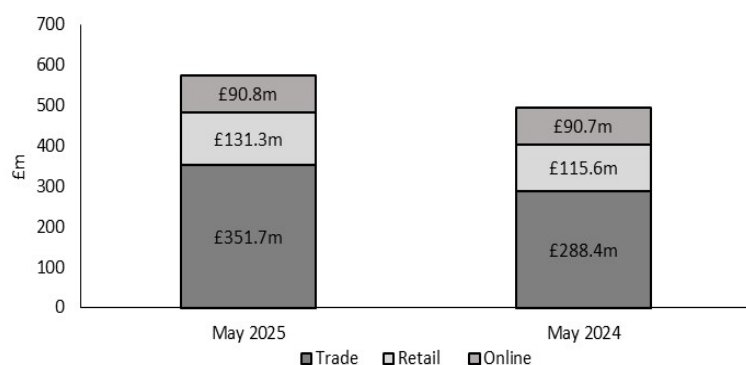 700
600
500
400
300
200
100
0
£m
£90.8m
£131.3m
£351.7m
£90.7m
£115.6m
£288.4m
May 2025
May 2024
Trade Retail Online